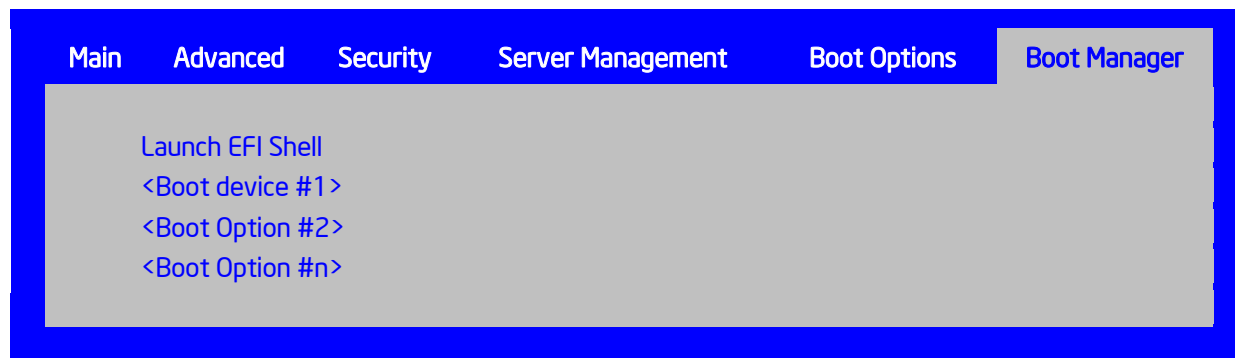 Main Advanced Security Server Management Boot Options Boot Manager
Launch EFI Shell
<Boot device #1>
<Boot Option #2>
<Boot Option #n>